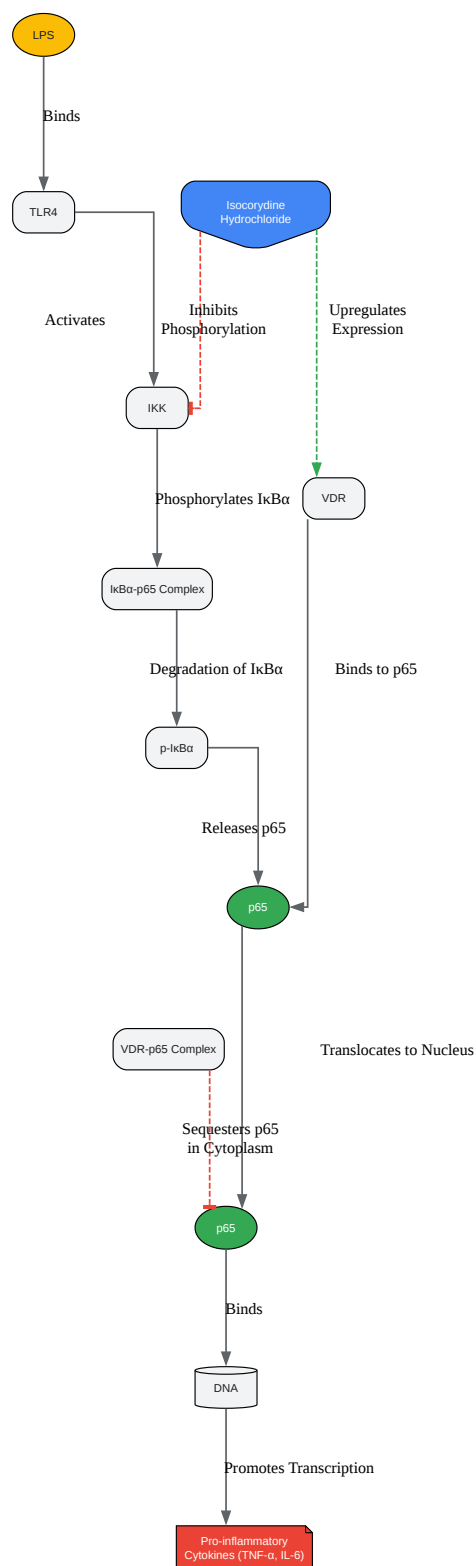 LPS
Binds
TLR4
Isocorydine
Hydrochloride
Activates
Inhibits
Phosphorylation
Upregulates
Expression
IKK
Phosphorylates IκBα
VDR
IκBα-p65 Complex
Degradation of IκBα
Binds to p65
p-IκBα
Releases p65
p65
VDR-p65 Complex
Translocates to Nucleus
Sequesters p65
in Cytoplasm
p65
Binds
DNA
Promotes Transcription
Pro-inflammatory
Cytokines (TNF-α, IL-6)